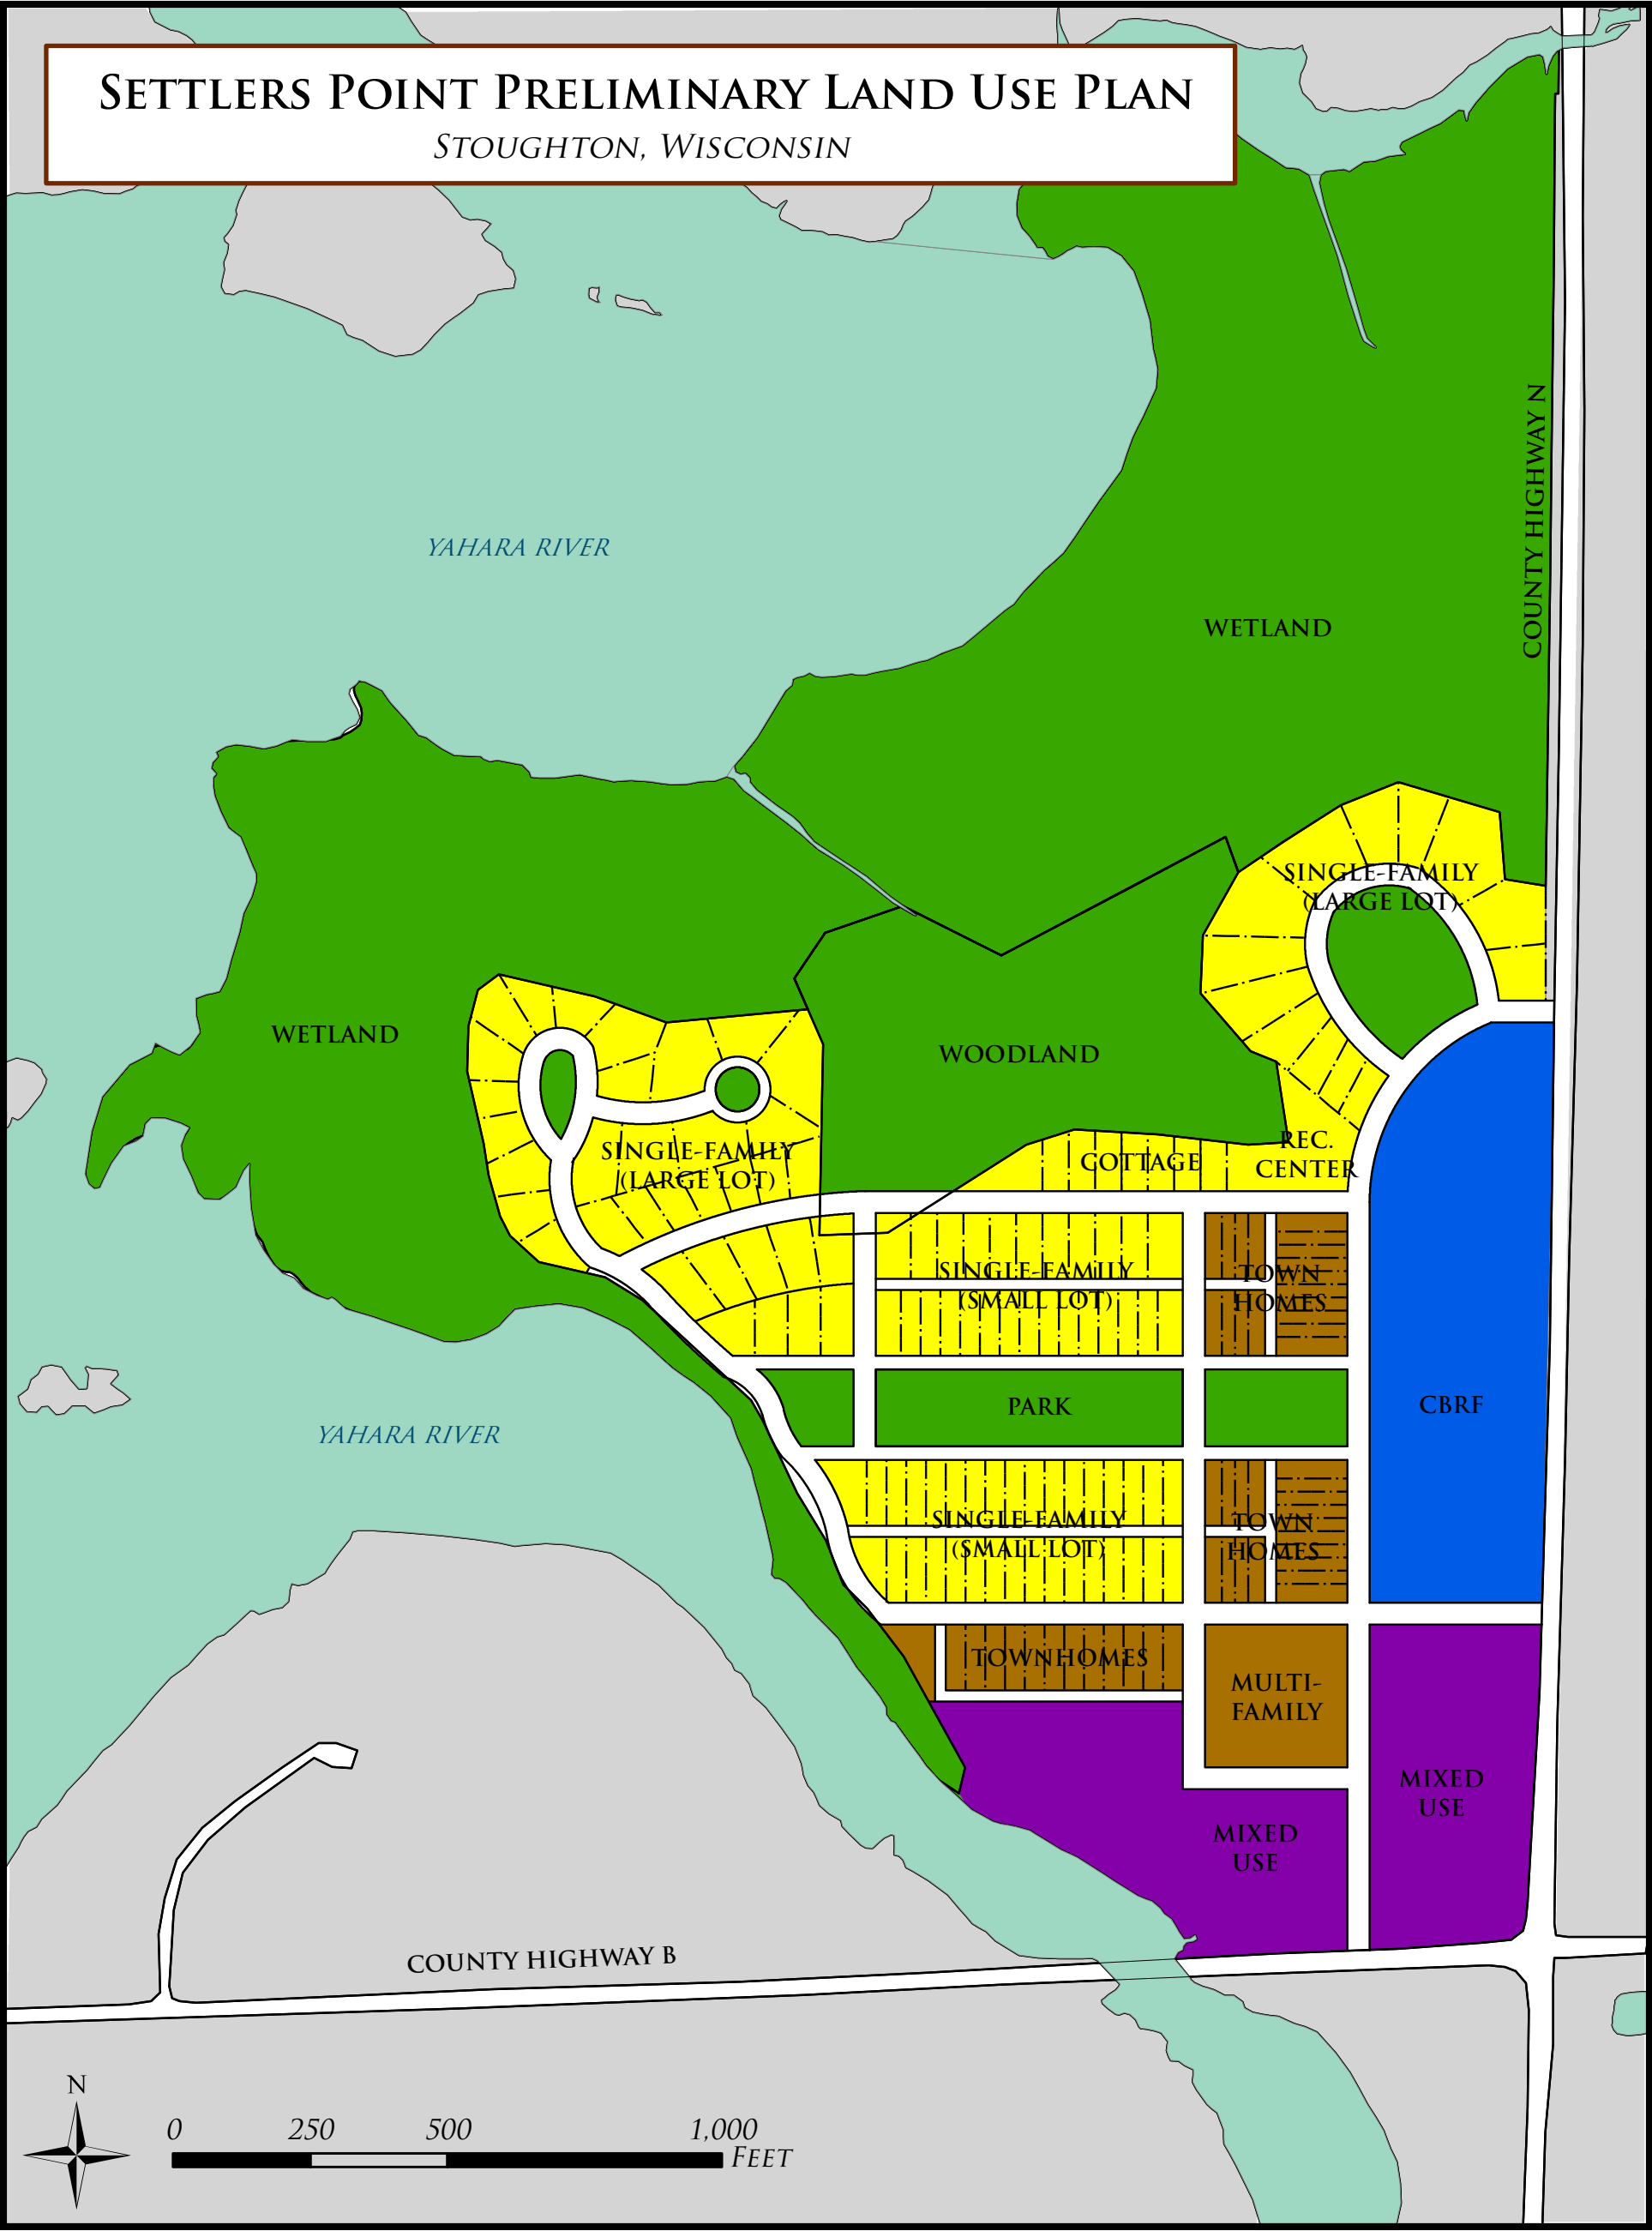 SETTLERS POINT PRELIMINARY LAND USE PLAN
STOUGHTON, WISCONSIN
COUNTY HIGHWAY N
YAHARA RIVER
WETLAND
SINGLE-FAMILY
(LARGE LOT)
WETLAND
WOODLAND
SINGLE-FAMILY
(LARGE LOT)
COTTAGE
REC.
CENTER
SINGLE-FAMILY
(SMALL LOT)
TOWN
HOMES
PARK
CBRF
YAHARA RIVER
SINGLE-FAMILY
(SMALL LOT)
TOWN
HOMES
TOWNHOMES
MULTI-
FAMILY
MIXED
USE
MIXED
USE
COUNTY HIGHWAY B
N
0 250 500 1,000
FEET